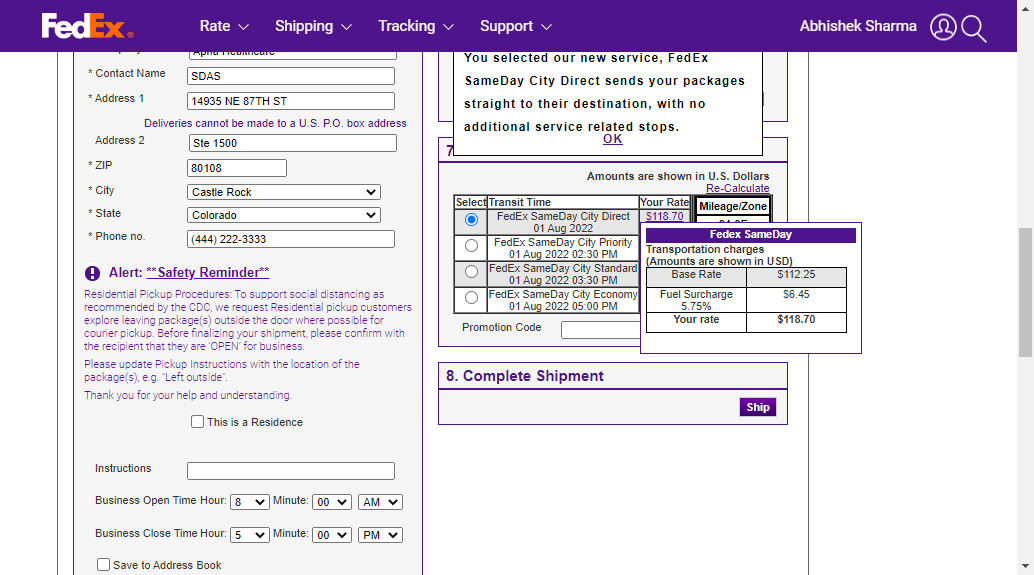 FedEx®
Rate
Shipping
Tracking
Support
Abhishek Sharma
Apna Healthcare
* Contact Name
SDAS
* Address 1
14935 NE 87TH ST
Deliveries cannot be made to a U.S. P.O. box address
Address 2
Ste 1500
* ZIP
80108
* City
Castle Rock
* State
Colorado
* Phone no.
(444) 222-3333
Alert: **Safety Reminder**
Residential Pickup Procedures: To support social distancing as
recommended by the CDC, we request Residential pickup customers
explore leaving package(s) outside the door where possible for
courier pickup. Before finalizing your shipment, please confirm with
the recipient that they are 'OPEN' for business.
Please update Pickup Instructions with the location of the
package(s), e.g. "Left outside".
Thank you for your help and understanding.
This is a Residence
Instructions
Business Open Time Hour: 8 Minute: 00 AM
Business Close Time Hour: 5 Minute: 00 PM
Save to Address Book
You selected our new service, FedEx
SameDay City Direct sends your packages
straight to their destination, with no
additional service related stops.
OK
7
Amounts are shown in U.S. Dollars
Re-Calculate
Select Transit Time Your Rate Mileage/Zone
FedEx SameDay City Direct $118.70
01 Aug 2022
FedEx SameDay City Priority
01 Aug 2022 02:30 PM
FedEx SameDay City Standard
01 Aug 2022 03:30 PM
FedEx SameDay City Economy
01 Aug 2022 05:00 PM
Promotion Code
Fedex SameDay
Transportation charges
(Amounts are shown in USD)
Base Rate $112.25
Fuel Surcharge $6.45
5.75%
Your rate $118.70
8. Complete Shipment
Ship